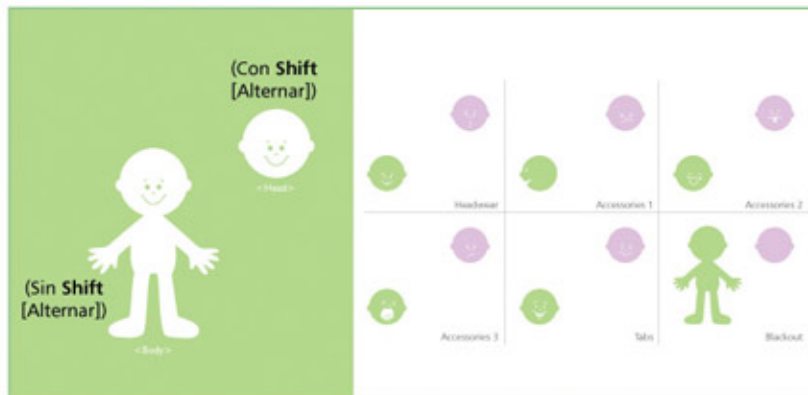 (Con Shift
[Alternar])
<Head>
(Sin Shift
[Alternar])
<Body>
Headwear
Accessories 1
Accessories 2
Accessories 3
Tabs
Blackout